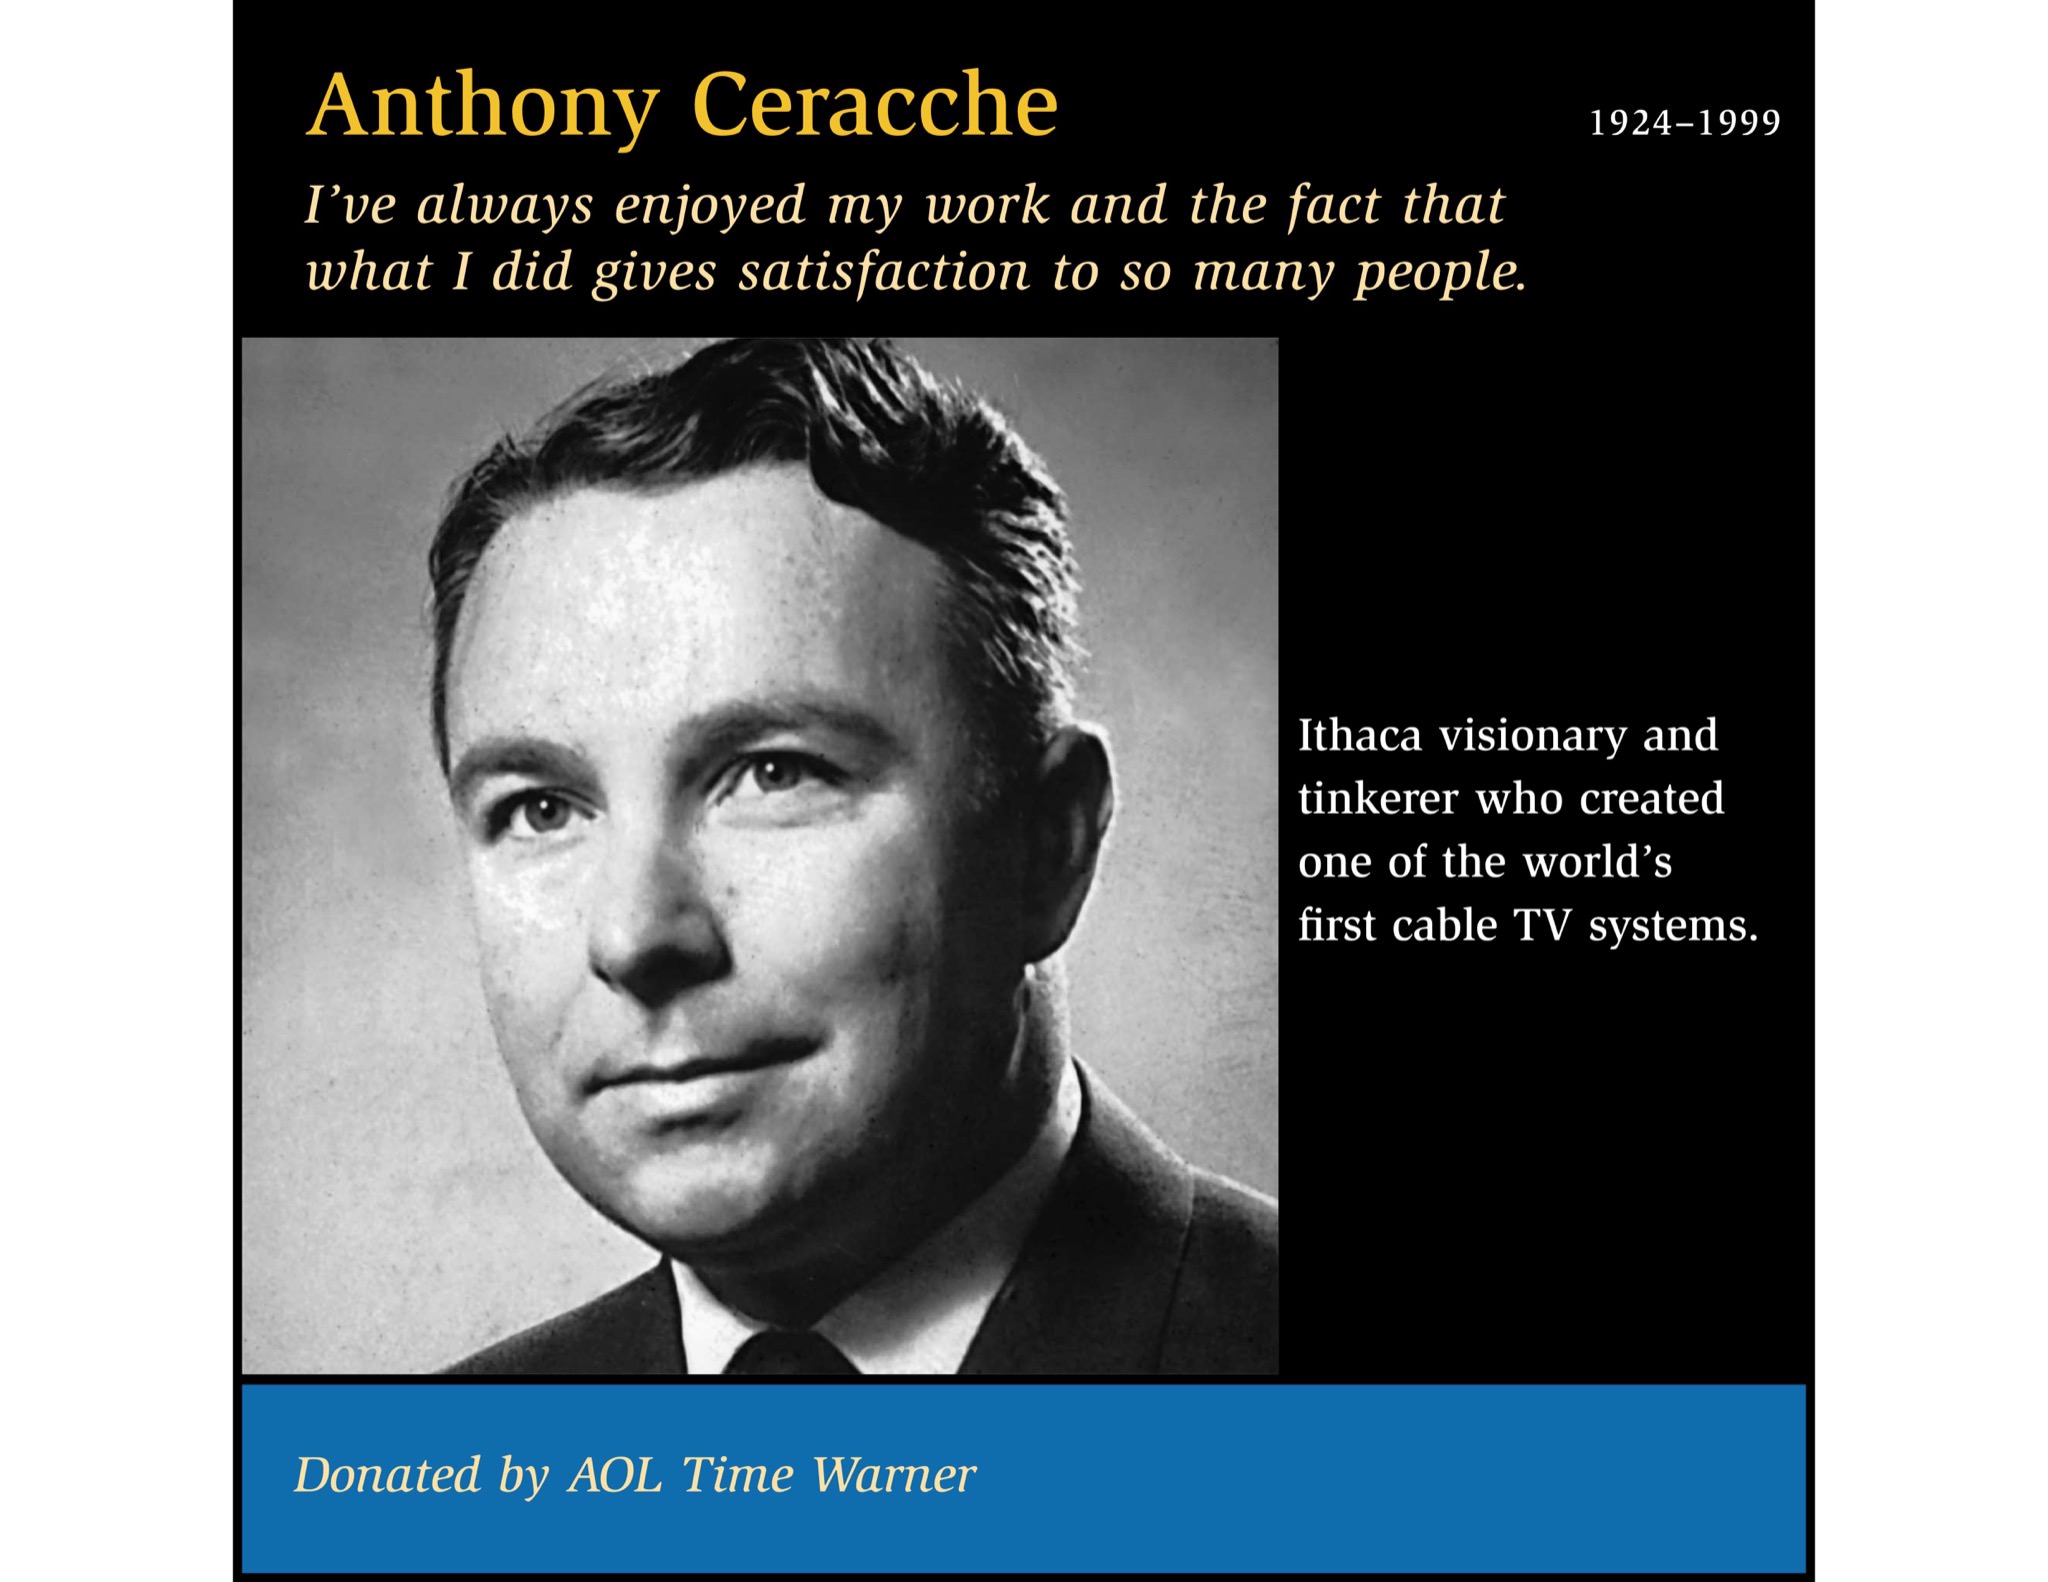 Anthony Ceracche
1924–1999
I’ve always enjoyed my work and the fact that
what I did gives satisfaction to so many people.
Ithaca visionary and
tinkerer who created
one of the world’s
first cable TV systems.
Donated by AOL Time Warner